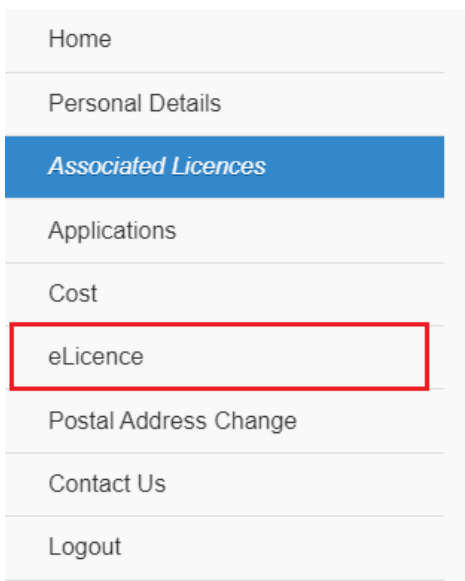 Home
Personal Details
Associated Licences
Applications
Cost
eLicence
Postal Address Change
Contact Us
Logout